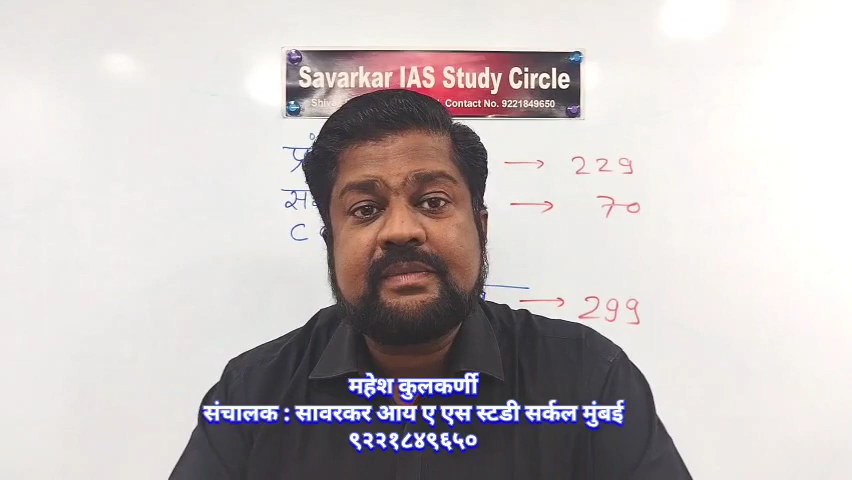 Savarkar IAS Study Circle
Contact No. 9221849650
→ 229
→ 70
→ 299
महेश कुलकर्णी
संचालक : सावरकर आय ए एस स्टडी सर्कल मुंबई
९२२१८४९६५०